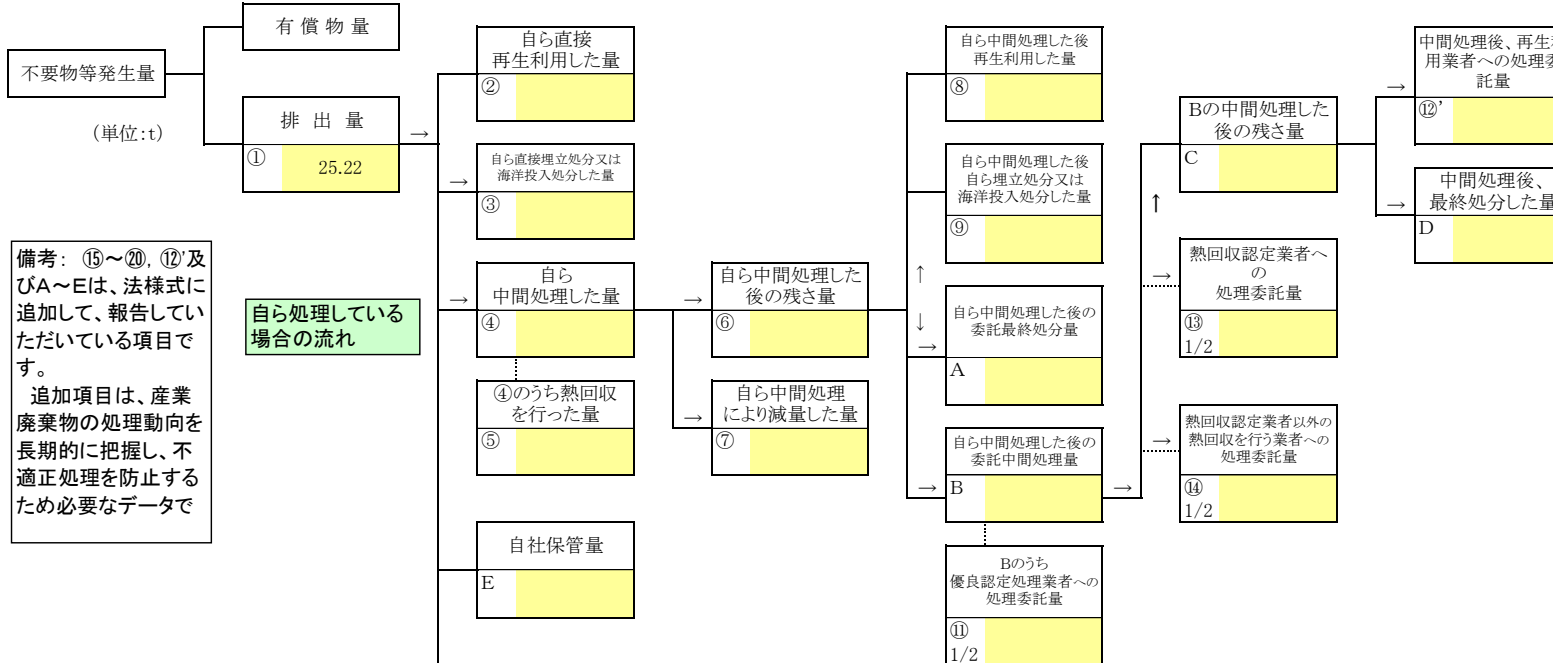 有 償 物 量
不要物等発生量
(単位:t)
排 出 量
①
25.22
→
備考: ⑮～⑳, ⑫'及
びA～Eは、法様式に
追加して、報告してい
ただいている項目で
す。
追加項目は、産業
廃棄物の処理動向を
長期的に把握し、不
適正処理を防止する
ため必要なデータで
自ら処理している
場合の流れ
自ら直接
再生利用した量
②
→
自ら直接埋立処分又は
海洋投入処分した量
③
→
自ら
中間処理した量
④
④のうち熱回収
を行った量
⑤
自社保管量
E
→
自ら中間処理した
後の残さ量
⑥
→
自ら中間処理
により減量した量
⑦
自ら中間処理した後
再生利用した量
⑧
自ら中間処理した後
自ら埋立処分又は
海洋投入処分した量
⑨
↑
↓
→
自ら中間処理した後の
委託最終処分量
A
自ら中間処理した後の
委託中間処理量
→
B
→
Bのうち
優良認定処理業者への
処理委託量
⑪
1/2
Bの中間処理した
後の残さ量
C
↑
→
熱回収認定業者へ
の
処理委託量
⑬
1/2
→
熱回収認定業者以外の
熱回収を行う業者への
処理委託量
⑭
1/2
中間処理後、再生
用業者への処理委
託量
→
⑫'
中間処理後、
最終処分した量
→
D